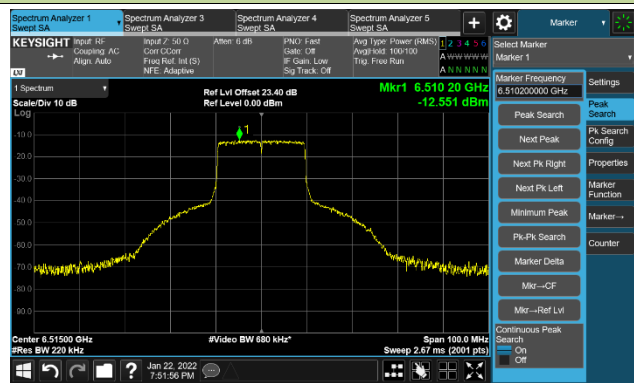 Spectrum Analyzer 1
Swept SA
Spectrum Analyzer 3
Swept SA
Spectrum Analyzer 4
Swept SA
Spectrum Analyzer 5
Swept SA
Marker
KEYSIGHT
Input: RF
Coupling: AC
Align: Auto
Input Z: 50 Ω
Corr CCorr
Freq Ref: Int (S)
NFE: Adaptive
Atten: 6 dB
PNO: Fast
Gate: Off
IF Gain: Low
Sig Track: Off
Avg Type: Power (RMS)
Avg|Hold: 100/100
Trig: Free Run
1 2 3 4 5 6
A W W W W W
A N N N N N
LXI
1 Spectrum
Scale/Div 10 dB
Log
Ref Lvl Offset 23.40 dB
Ref Level 0.00 dBm
Mkr1 6.510 20 GHz
-12.551 dBm
1
-10.0
-20.0
-30.0
-40.0
-50.0
-60.0
-70.0
-80.0
-90.0
Center 6.51500 GHz
#Res BW 220 kHz
#Video BW 680 kHz*
Span 100.0 MHz
Sweep 2.67 ms (2001 pts)
Jan 22, 2022
7:51:56 PM
Select Marker
Marker 1
Marker Frequency
6.510200000 GHz
Peak Search
Next Peak
Next Pk Right
Next Pk Left
Minimum Peak
Pk-Pk Search
Marker Delta
Mkr→CF
Mkr→Ref Lvl
Continuous Peak
Search
On
Off
Settings
Peak
Search
Pk Search
Config
Properties
Marker
Function
Marker→
Counter